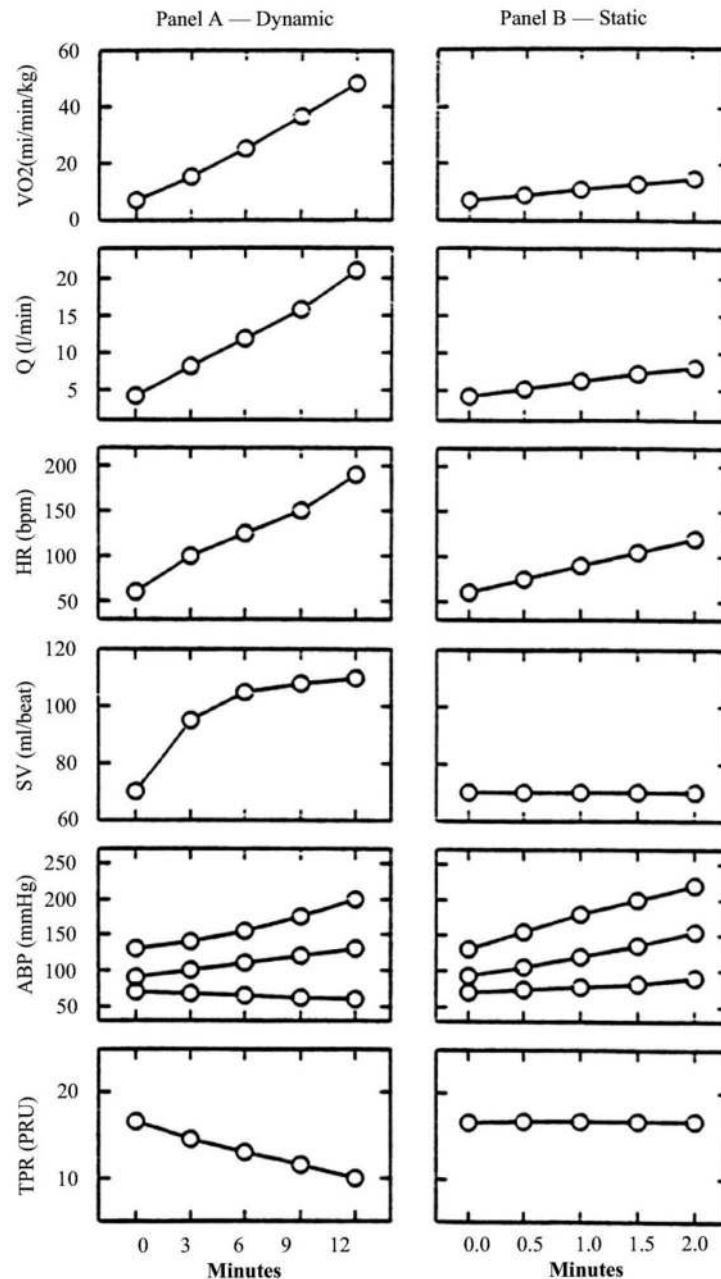 Panel A — Dynamic
Panel B — Static
VO2(mi/min/kg)
60
40
20
0
Q (l/min)
20
15
10
5
HR (bpm)
200
150
100
50
SV (ml/beat)
120
100
80
60
ABP (mmHg)
250
200
150
100
50
TPR (PRU)
20
10
0 3 6 9 12
Minutes
0.0 0.5 1.0 1.5 2.0
Minutes